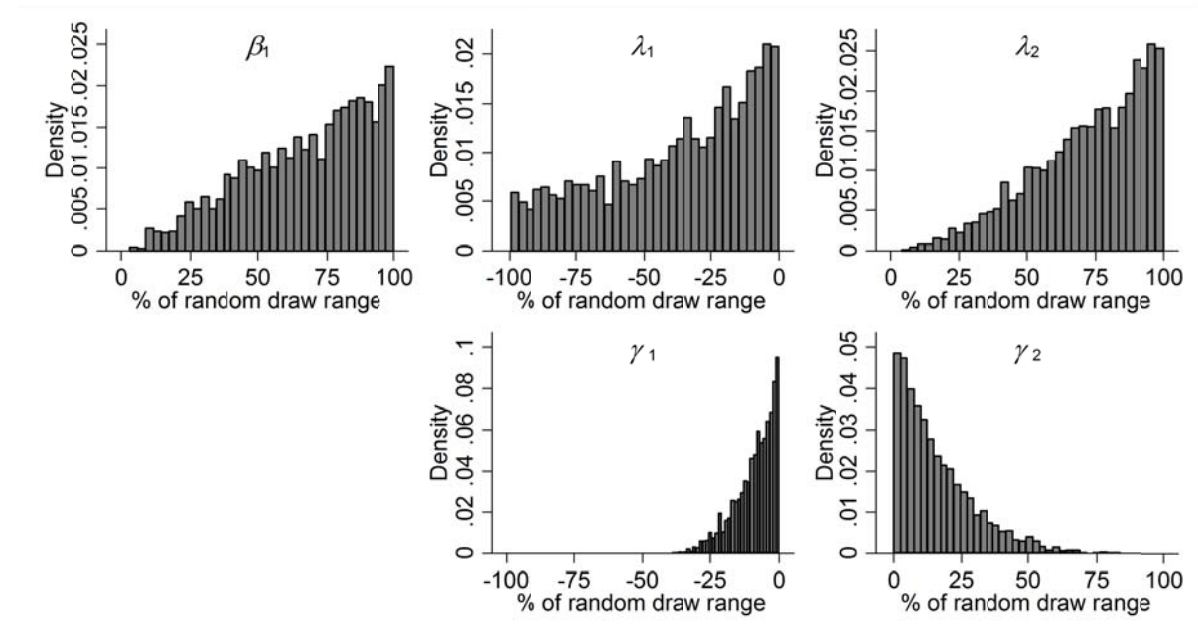 β1
Density
0 .005 .01 .015 .02 .025
0 25 50 75 100
% of random draw range
λ1
Density
0 .005 .01 .015 .02
-100 -75 -50 -25 0
% of random draw range
λ2
Density
0 .005 .01 .015 .02 .025
0 25 50 75 100
% of random draw range
γ 1
Density
0 .02 .04 .06 .08 .1
-100 -75 -50 -25 0
% of random draw range
γ 2
Density
0 .01 .02 .03 .04 .05
0 25 50 75 100
% of random draw range